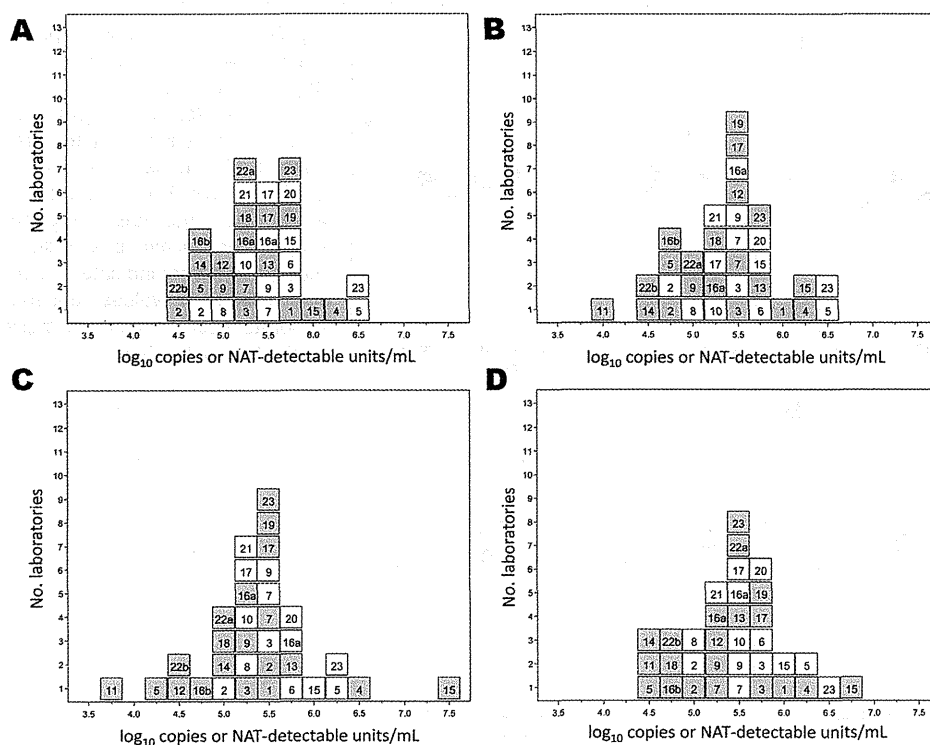 A
13
12
11
10
9
8
7
6
5
4
3
2
1
No. laboratories
22a 23
21 17 20
18 17 19
16b 16a 16a 15
14 12 10 13 6
22b 5 9 7 9 3 23
2 2 8 3 7 1 15 4 5
3.5 4.0 4.5 5.0 5.5 6.0 6.5 7.0 7.5
log10 copies or NAT-detectable units/mL
B
13
12
11
10
9
8
7
6
5
4
3
2
1
No. laboratories
19
17
16a
12
21 9 23
16b 18 7 20
5 22a 17 7 15
22b 2 9 16a 3 13 15 23
11 14 2 8 10 3 6 1 4 5
3.5 4.0 4.5 5.0 5.5 6.0 6.5 7.0 7.5
log10 copies or NAT-detectable units/mL
C
13
12
11
10
9
8
7
6
5
4
3
2
1
No. laboratories
23
19
21 17
17 9
16a 7
22a 10 7 20
18 9 3 16a
22b 14 8 2 13 23
11 5 12 16b 2 3 1 6 15 5 4 15
3.5 4.0 4.5 5.0 5.5 6.0 6.5 7.0 7.5
log10 copies or NAT-detectable units/mL
D
13
12
11
10
9
8
7
6
5
4
3
2
1
No. laboratories
23
22a
17 20
21 16a 19
16a 13 17
14 22b 8 12 10 6
11 18 2 9 9 3 15 5
5 16b 2 7 7 3 1 4 23 15
3.5 4.0 4.5 5.0 5.5 6.0 6.5 7.0 7.5
log10 copies or NAT-detectable units/mL